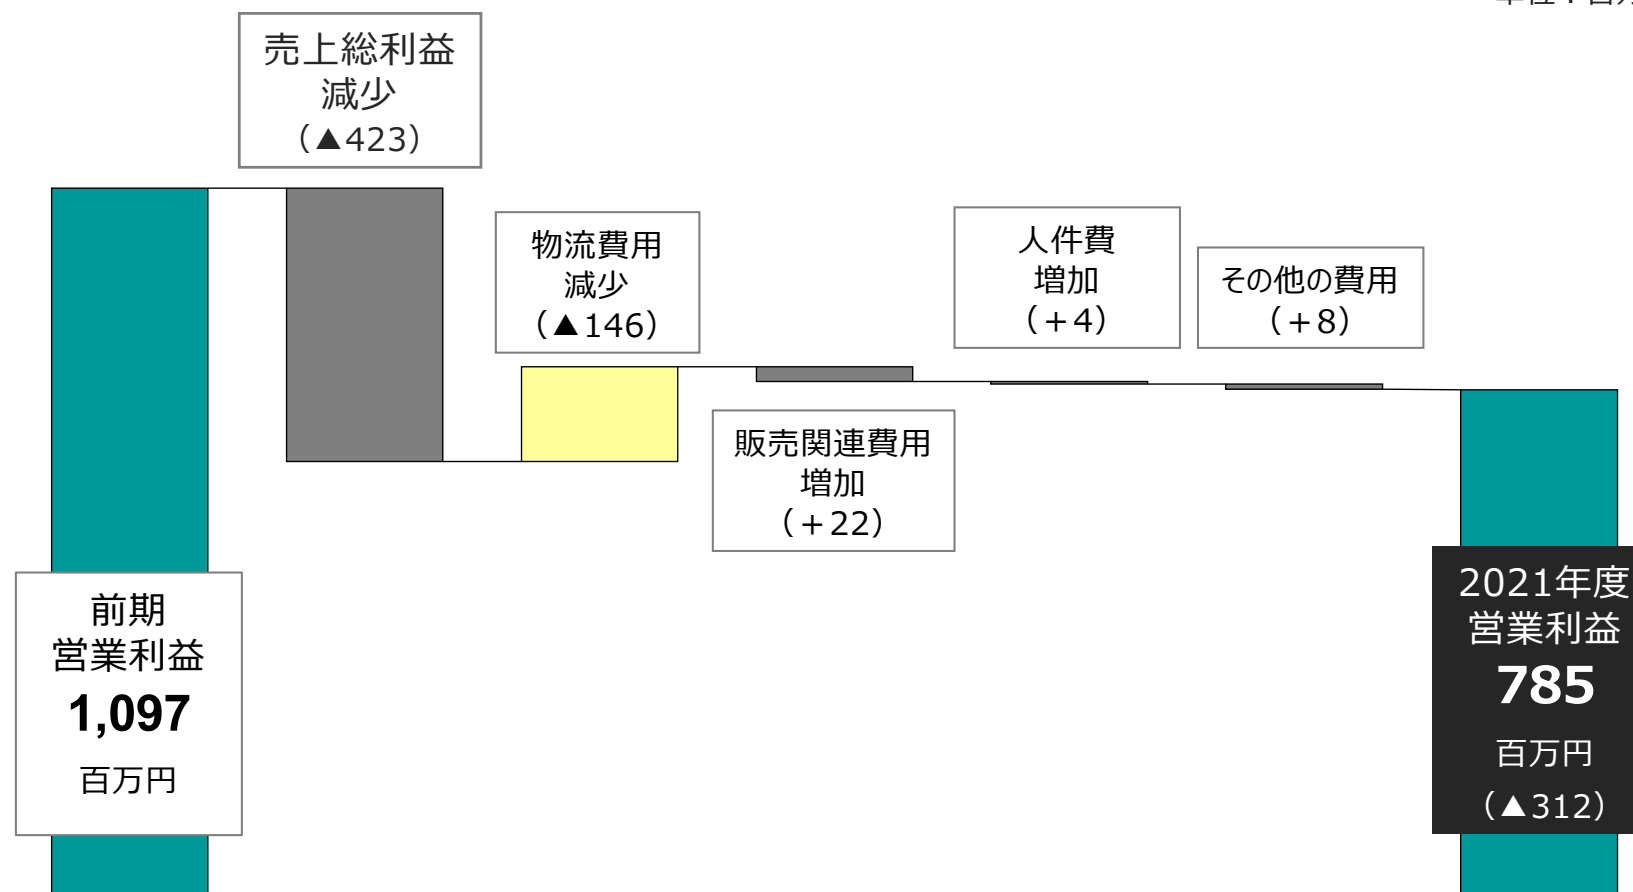 売上総利益
減少
（▲423）
物流費用
減少
（▲146）
人件費
増加
（＋4）
その他の費用
（＋8）
販売関連費用
増加
（＋22）
前期
営業利益
1,097
百万円
2021年度
営業利益
785
百万円
（▲312）